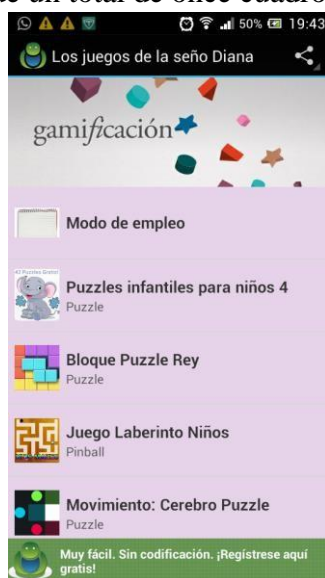 50% 19:43
Los juegos de la seño Diana
gamificación
Modo de empleo
Puzzles infantiles para niños 4
Puzzle
Bloque Puzzle Rey
Puzzle
Juego Laberinto Niños
Pinball
Movimiento: Cerebro Puzzle
Puzzle
Muy fácil. Sin codificación. ¡Regístrese aquí
gratis!